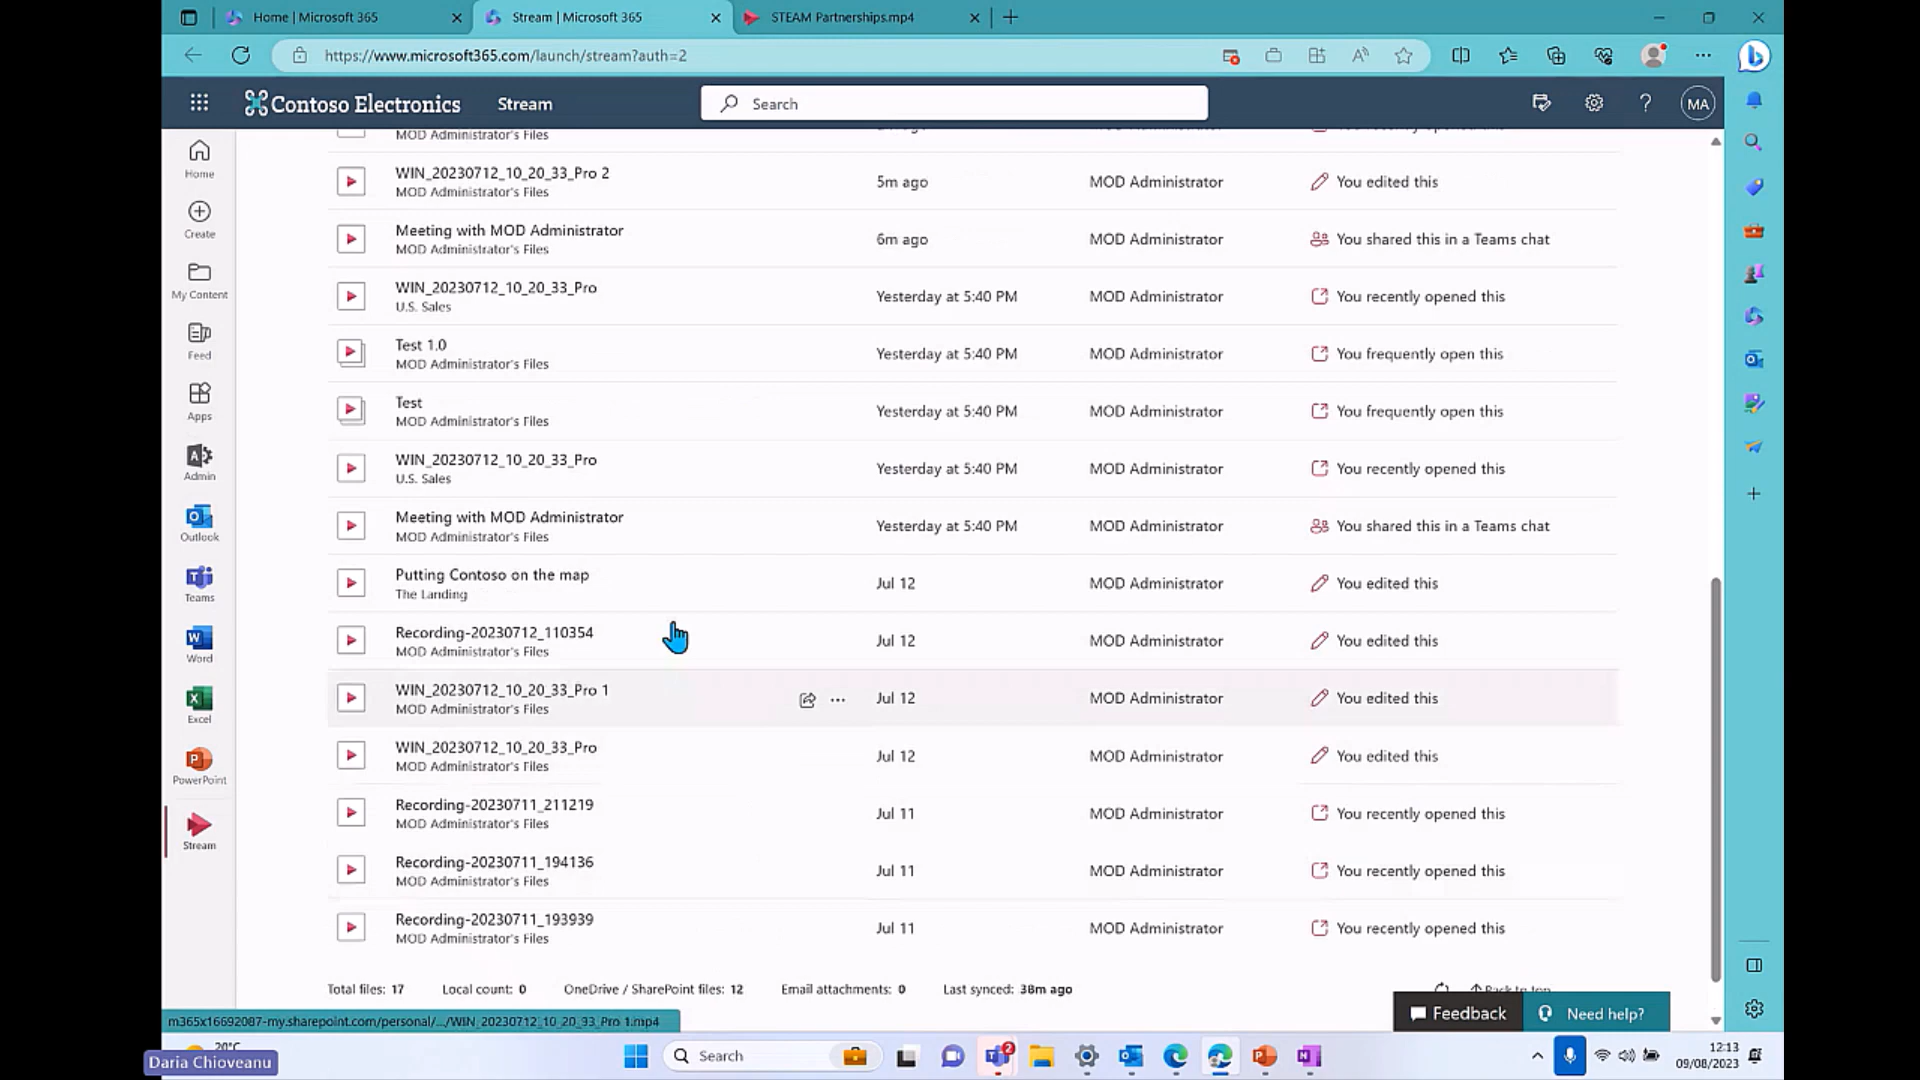 Home | Microsoft 365
Stream | Microsoft 365
STEAM Partnerships.mp4
https://www.microsoft365.com/launch/stream?auth=2
Contoso Electronics
Stream
Search
MA
MOD Administrator's Files
WIN_20230712_10_20_33_Pro 2
MOD Administrator's Files
5m ago
MOD Administrator
You edited this
Meeting with MOD Administrator
MOD Administrator's Files
6m ago
MOD Administrator
You shared this in a Teams chat
WIN_20230712_10_20_33_Pro
U.S. Sales
Yesterday at 5:40 PM
MOD Administrator
You recently opened this
Test 1.0
MOD Administrator's Files
Yesterday at 5:40 PM
MOD Administrator
You frequently open this
Test
MOD Administrator's Files
Yesterday at 5:40 PM
MOD Administrator
You frequently open this
WIN_20230712_10_20_33_Pro
U.S. Sales
Yesterday at 5:40 PM
MOD Administrator
You recently opened this
Meeting with MOD Administrator
MOD Administrator's Files
Yesterday at 5:40 PM
MOD Administrator
You shared this in a Teams chat
Putting Contoso on the map
The Landing
Jul 12
MOD Administrator
You edited this
Recording-20230712_110354
MOD Administrator's Files
Jul 12
MOD Administrator
You edited this
WIN_20230712_10_20_33_Pro 1
MOD Administrator's Files
Jul 12
MOD Administrator
You edited this
WIN_20230712_10_20_33_Pro
MOD Administrator's Files
Jul 12
MOD Administrator
You edited this
Recording-20230711_211219
MOD Administrator's Files
Jul 11
MOD Administrator
You recently opened this
Recording-20230711_194136
MOD Administrator's Files
Jul 11
MOD Administrator
You recently opened this
Recording-20230711_193939
MOD Administrator's Files
Jul 11
MOD Administrator
You recently opened this
Total files: 17
Local count: 0
OneDrive / SharePoint files: 12
Email attachments: 0
Last synced: 38m ago
Back to top
Home
Create
My Content
Feed
Apps
Admin
Outlook
Teams
Word
Excel
PowerPoint
Stream
Feedback
Need help?
m365x16692087-my.sharepoint.com/personal/.../WIN_20230712_10_20_33_Pro 1.mp4
20°C
Daria Chioveanu
Search
2
12:13
09/08/2023